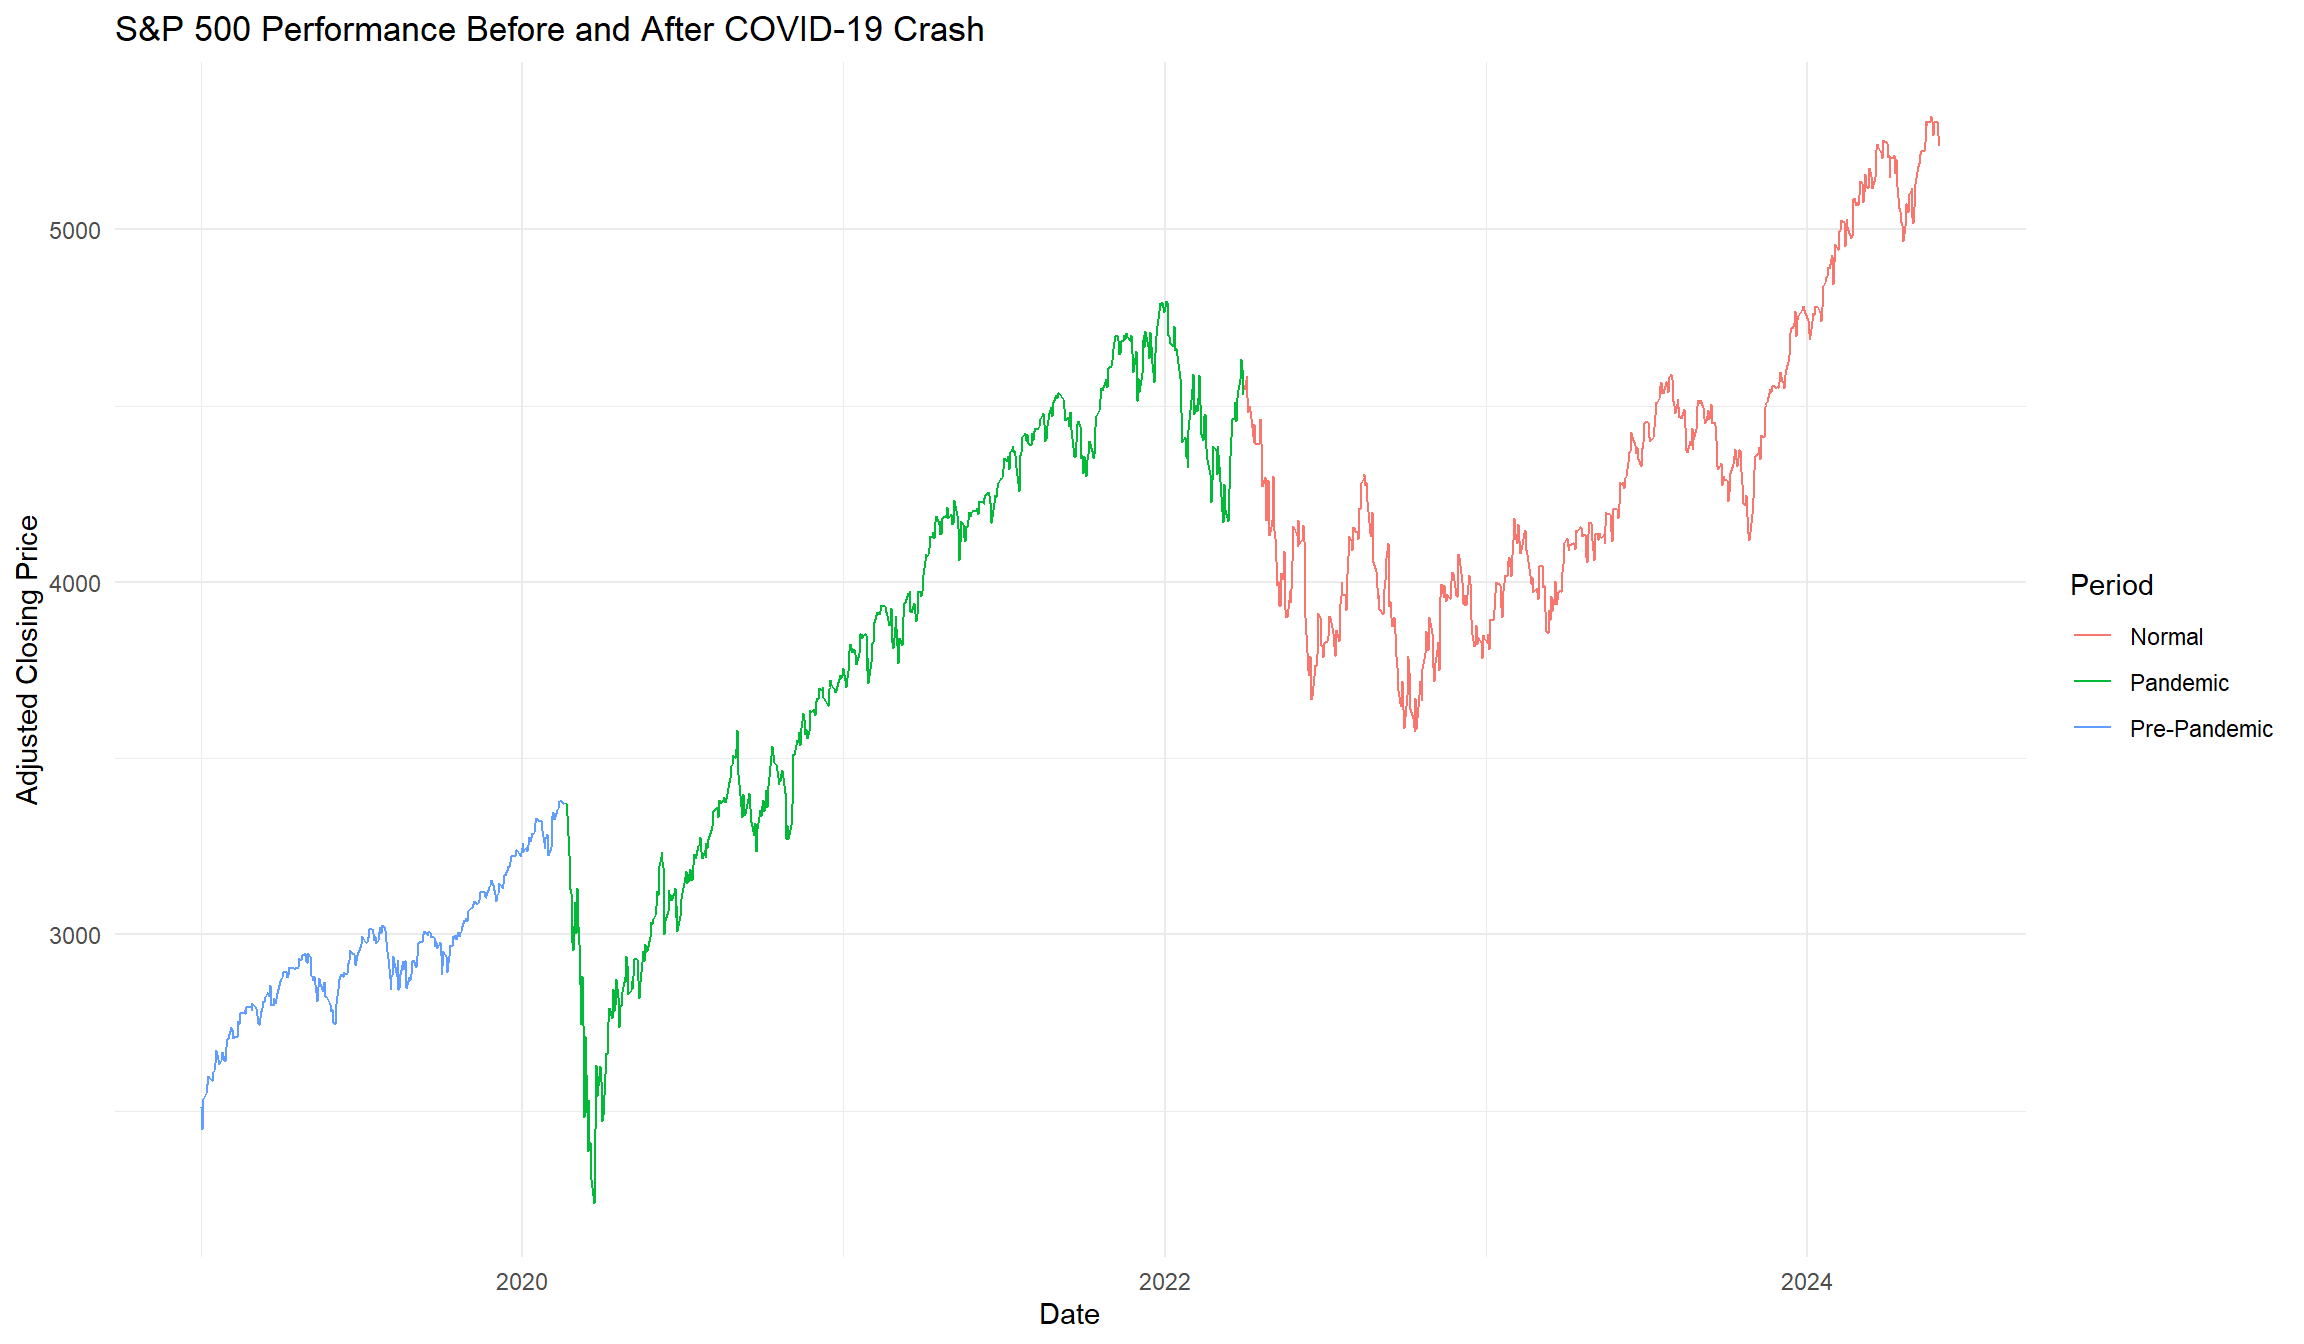 S&P 500 Performance Before and After COVID-19 Crash
Adjusted Closing Price
5000
4000
3000
2020
2022
2024
Date
Period
Normal
Pandemic
Pre-Pandemic